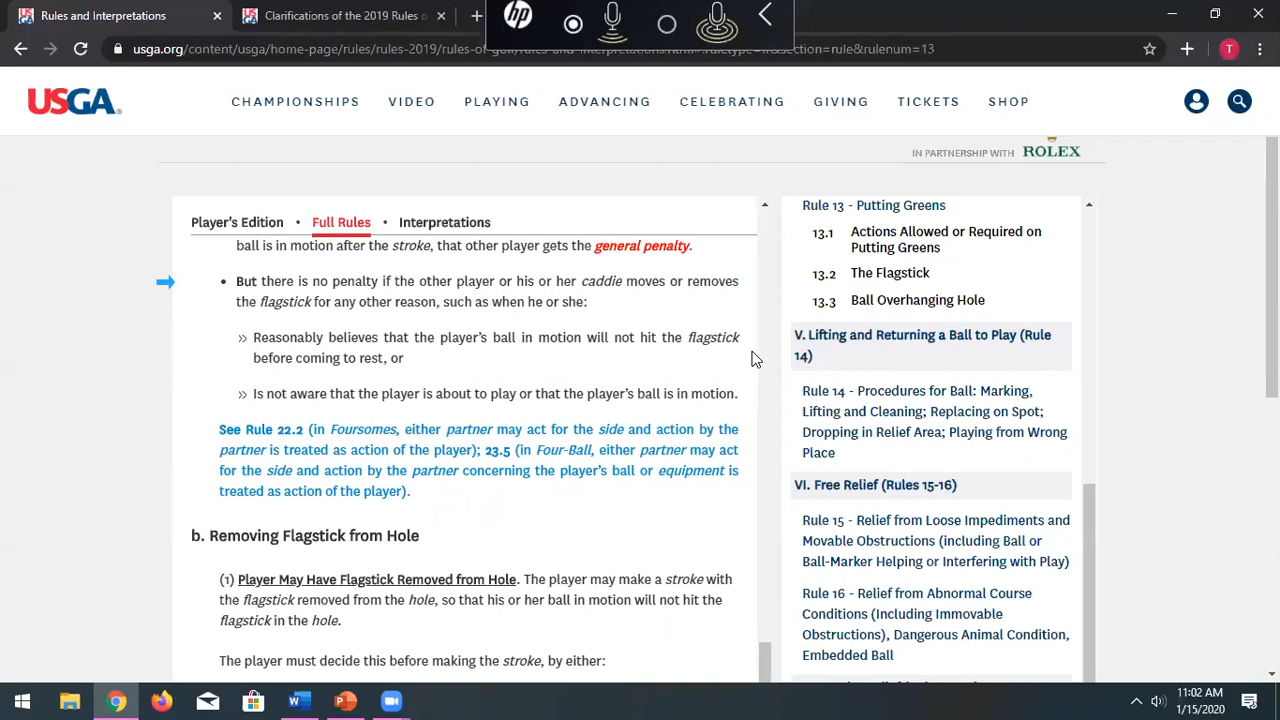 Rules and Interpretations
Clarifications of the 2019 Rules o
hp
usga.org/content/usga/home-page/rules/rules-2019/rules-of-golf/rules-and-interpretations.html#!ruletype=fr&section=rule&rulenum=13
T
USGA
CHAMPIONSHIPS VIDEO PLAYING ADVANCING CELEBRATING GIVING TICKETS SHOP
IN PARTNERSHIP WITH ROLEX
Player's Edition • Full Rules • Interpretations
ball is in motion after the stroke, that other player gets the general penalty.
• But there is no penalty if the other player or his or her caddie moves or removes
the flagstick for any other reason, such as when he or she:
» Reasonably believes that the player's ball in motion will not hit the flagstick
before coming to rest, or
» Is not aware that the player is about to play or that the player's ball is in motion.
See Rule 22.2 (in Foursomes, either partner may act for the side and action by the
partner is treated as action of the player); 23.5 (in Four-Ball, either partner may act
for the side and action by the partner concerning the player's ball or equipment is
treated as action of the player).
b. Removing Flagstick from Hole
(1) Player May Have Flagstick Removed from Hole. The player may make a stroke with
the flagstick removed from the hole, so that his or her ball in motion will not hit the
flagstick in the hole.
The player must decide this before making the stroke, by either:
Rule 13 - Putting Greens
13.1 Actions Allowed or Required on
Putting Greens
13.2 The Flagstick
13.3 Ball Overhanging Hole
V. Lifting and Returning a Ball to Play (Rule
14)
Rule 14 - Procedures for Ball: Marking,
Lifting and Cleaning; Replacing on Spot;
Dropping in Relief Area; Playing from Wrong
Place
VI. Free Relief (Rules 15-16)
Rule 15 - Relief from Loose Impediments and
Movable Obstructions (including Ball or
Ball-Marker Helping or Interfering with Play)
Rule 16 - Relief from Abnormal Course
Conditions (Including Immovable
Obstructions), Dangerous Animal Condition,
Embedded Ball
11:02 AM
1/15/2020